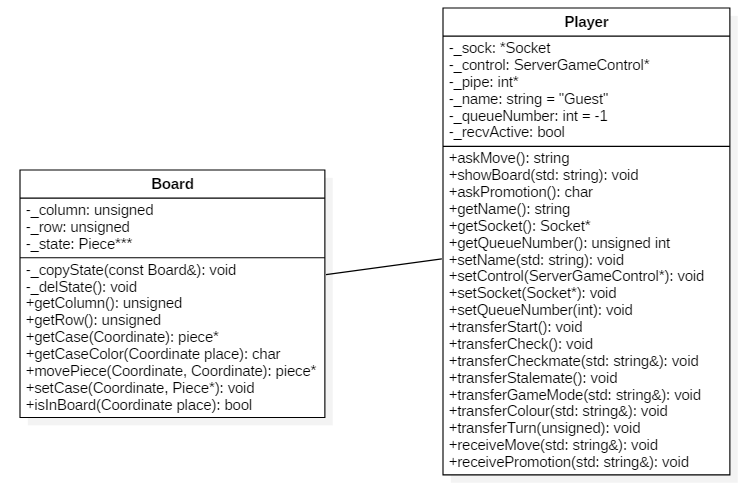 Player
-_sock: *Socket
-_control: ServerGameControl*
-_pipe: int*
-_name: string = "Guest"
-_queueNumber: int = -1
-_recvActive: bool
+askMove(): string
+showBoard(std: string): void
+askPromotion(): char
+getName(): string
+getSocket(): Socket*
+getQueueNumber(): unsigned int
+setName(std: string): void
+setControl(ServerGameControl*): void
+setSocket(Socket*): void
+setQueueNumber(int): void
+transferStart(): void
+transferCheck(): void
+transferCheckmate(std: string&): void
+transferStalemate(): void
+transferGameMode(std: string&): void
+transferColour(std: string&): void
+transferTurn(unsigned): void
+receiveMove(std: string&): void
+receivePromotion(std: string&): void
Board
-_column: unsigned
-_row: unsigned
-_state: Piece***
-_copyState(const Board&): void
-_delState(): void
+getColumn(): unsigned
+getRow(): unsigned
+getCase(Coordinate): piece*
+getCaseColor(Coordinate place): char
+movePiece(Coordinate, Coordinate): piece*
+setCase(Coordinate, Piece*): void
+isInBoard(Coordinate place): bool